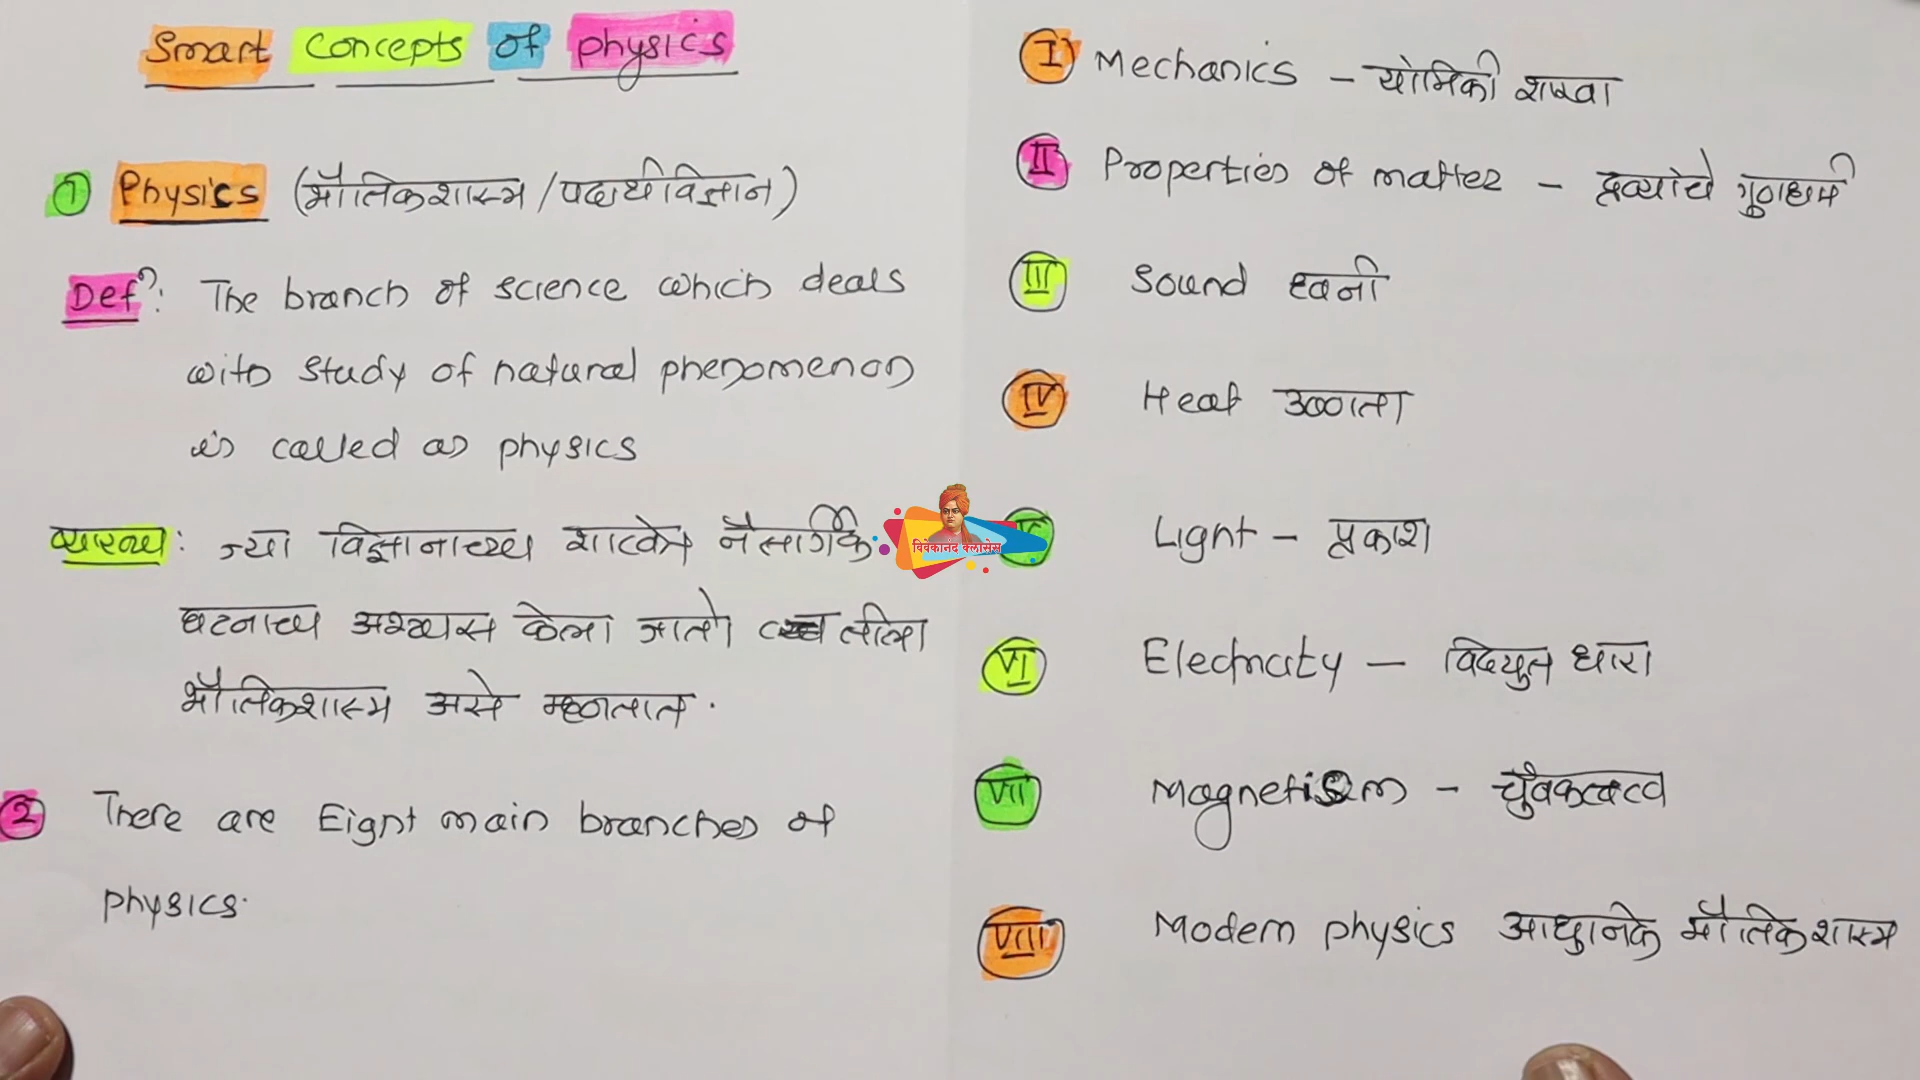 Smart Concepts of physics
1 Physics (भौतिकशास्त्र / पदार्थविज्ञान)
Defⁿ: The branch of science which deals
with study of natural phenomenon
is called as physics
व्याख्या: ज्या विज्ञानाच्या शाखेत नैसर्गिक
घटनाचा अभ्यास केला जातो त्याला
भौतिकशास्त्र असे म्हणतात.
2 There are Eight main branches of
physics.
I Mechanics - यांमिकी शाखा
II Properties of matter - द्रव्यांचे गुणधर्म
III Sound ध्वनी
IV Heat उष्णता
Light - प्रकाश
VI Electricity - विदयुत धारा
VII Magnetism - चुंबकत्व
VIII Modern physics आधुनिक भौतिकशास्त्र
विवेकानंद क्लासेस